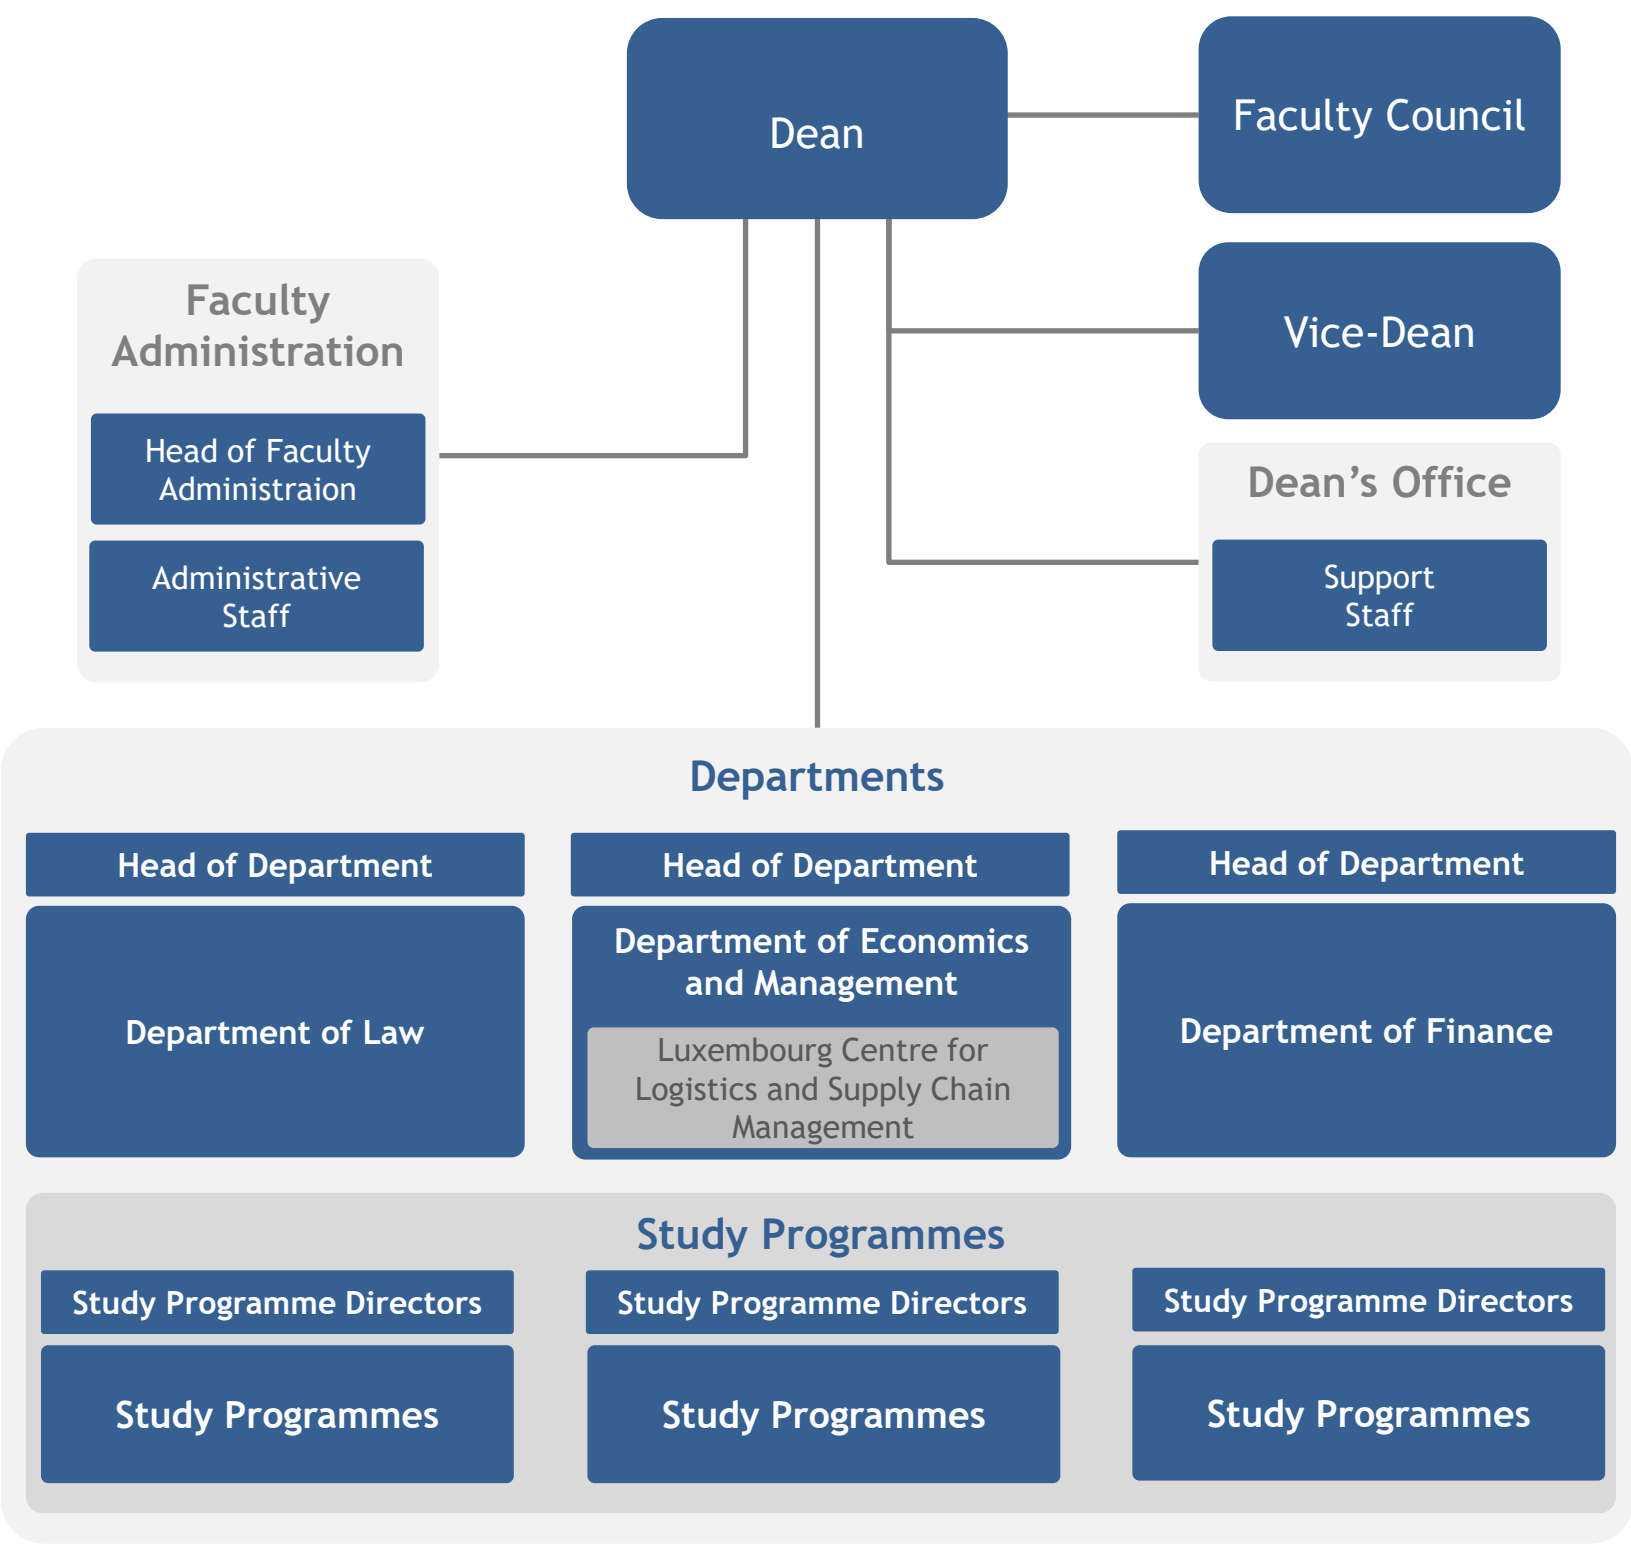 Dean
Faculty Council
Vice-Dean
Faculty
Administration
Head of Faculty
Administraion
Administrative
Staff
Dean’s Office
Support
Staff
Departments
Head of Department
Department of Law
Head of Department
Department of Economics
and Management
Luxembourg Centre for
Logistics and Supply Chain
Management
Head of Department
Department of Finance
Study Programmes
Study Programme Directors
Study Programmes
Study Programme Directors
Study Programmes
Study Programme Directors
Study Programmes